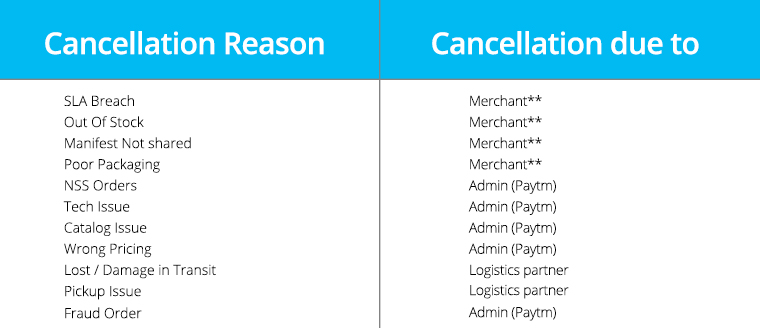 Cancellation Reason Cancellation due to
SLA Breach Merchant**
Out Of Stock Merchant**
Manifest Not shared Merchant**
Poor Packaging Merchant**
NSS Orders Admin (Paytm)
Tech Issue Admin (Paytm)
Catalog Issue Admin (Paytm)
Wrong Pricing Admin (Paytm)
Lost / Damage in Transit Logistics partner
Pickup Issue Logistics partner
Fraud Order Admin (Paytm)